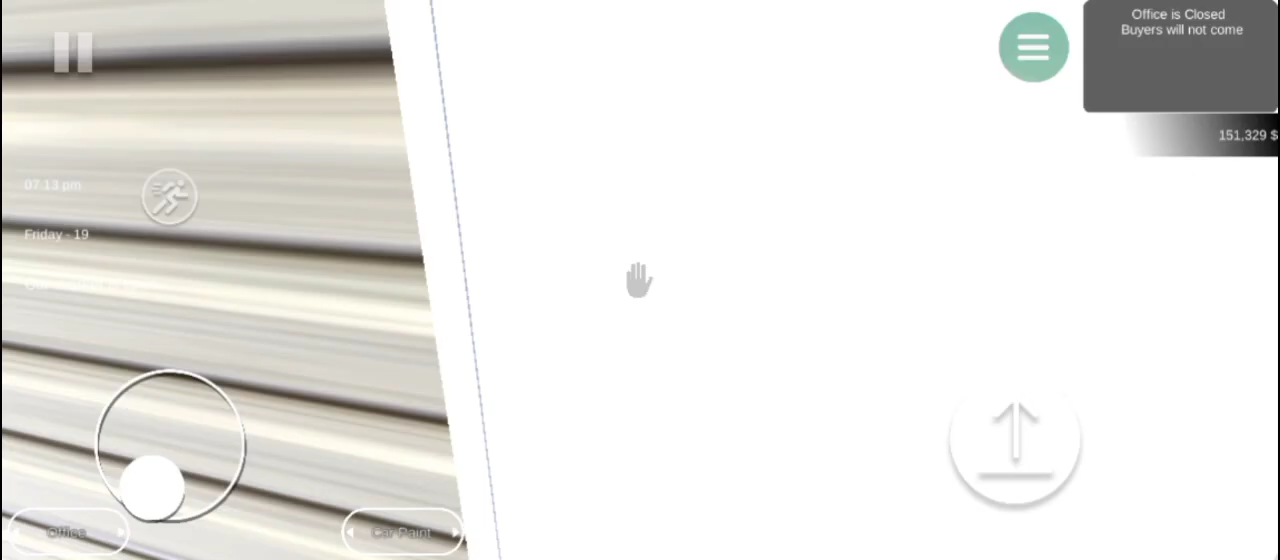 Office is Closed
Buyers will not come
151,329 $
07.13 pm
Friday - 19
Office
Car Paint